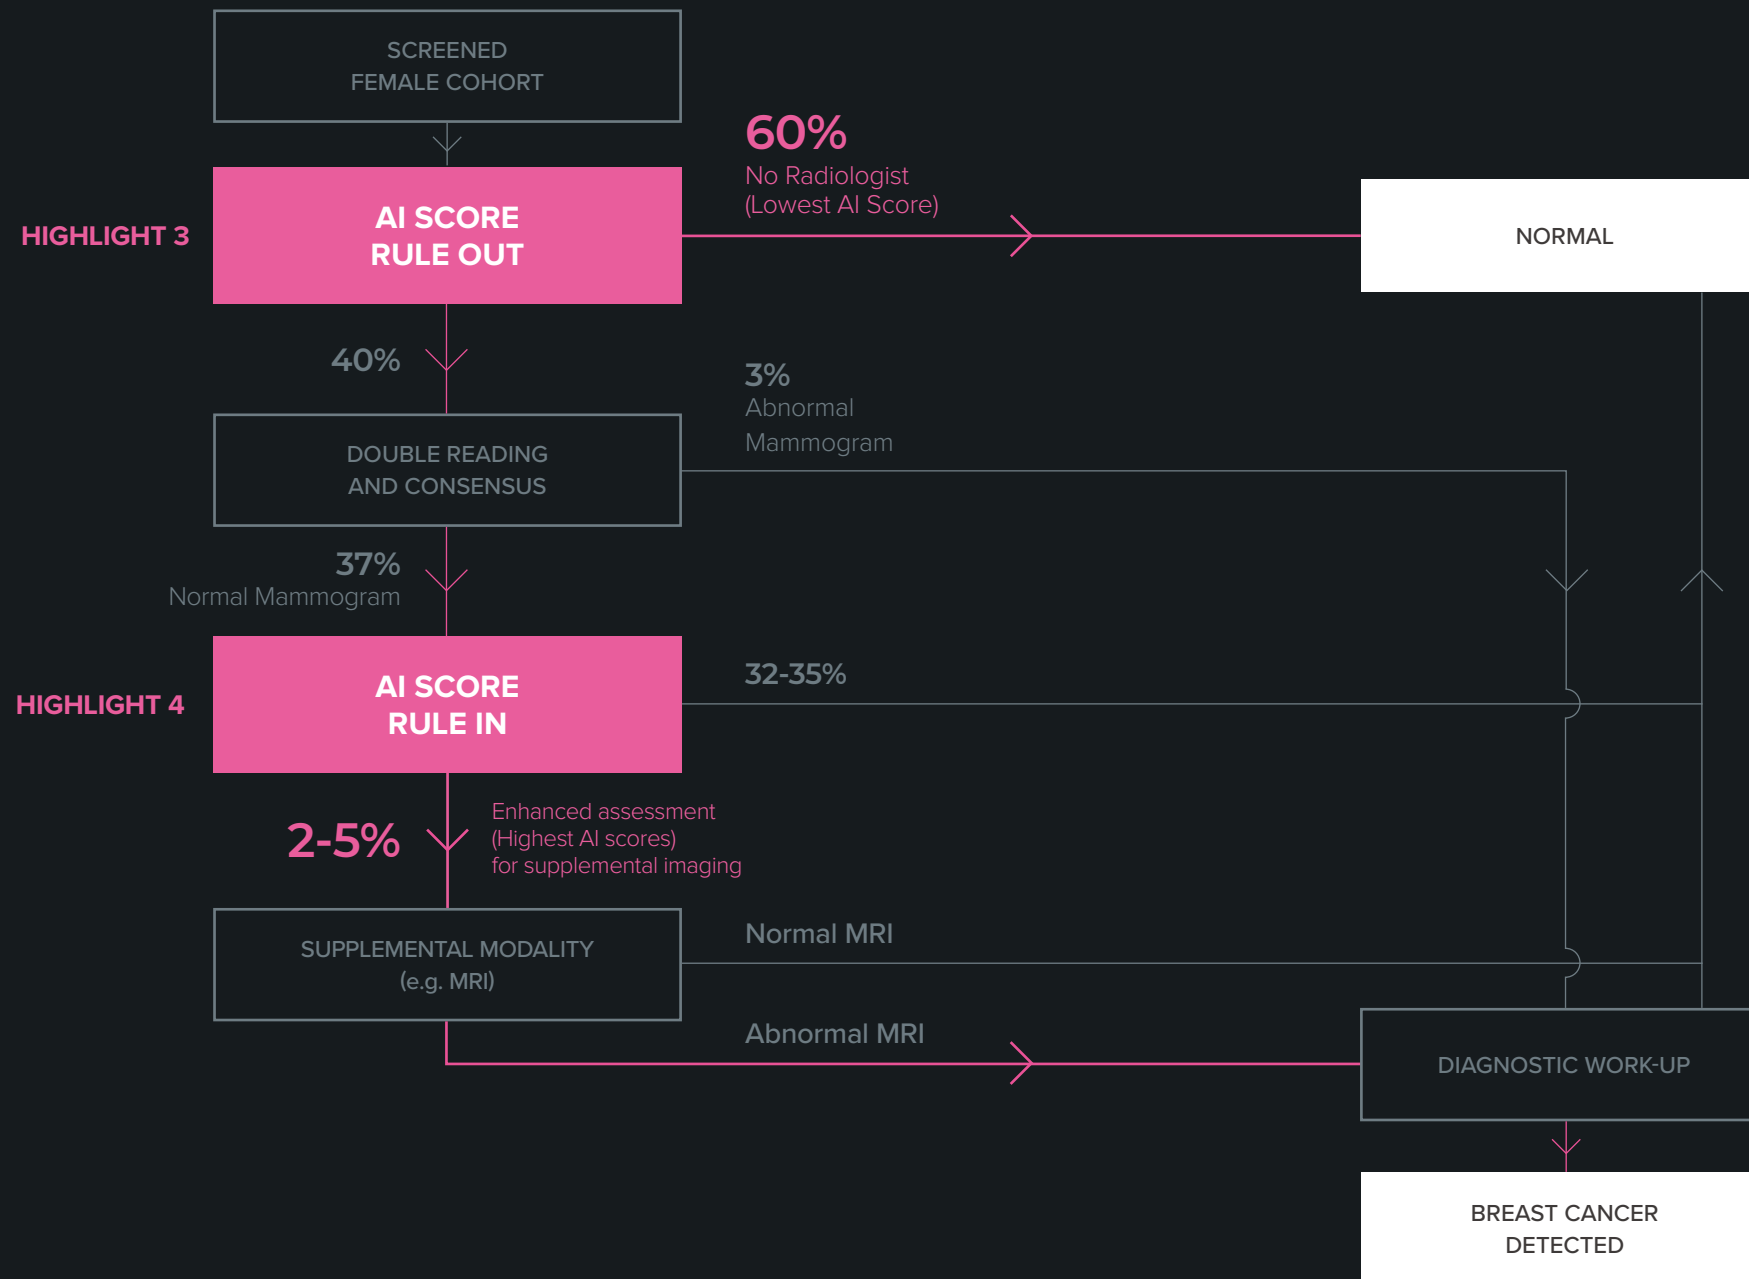 SCREENED
FEMALE COHORT
60%
No Radiologist
(Lowest AI Score)
HIGHLIGHT 3
AI SCORE
RULE OUT
NORMAL
40%
3%
Abnormal
Mammogram
DOUBLE READING
AND CONSENSUS
37%
Normal Mammogram
HIGHLIGHT 4
AI SCORE
RULE IN
32-35%
2-5%
Enhanced assessment
(Highest AI scores)
for supplemental imaging
SUPPLEMENTAL MODALITY
(e.g. MRI)
Normal MRI
Abnormal MRI
DIAGNOSTIC WORK-UP
BREAST CANCER
DETECTED